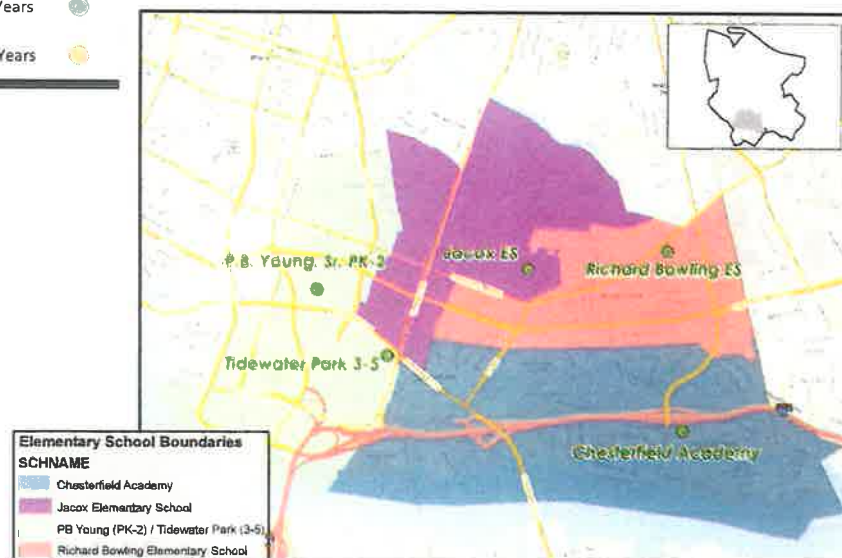 Years
Years
Jacox ES
P.B. Young, Sr. PK-2
Richard Bowling ES
Tidewater Park 3-5
Chesterfield Academy
Elementary School Boundaries
SCHNAME
Chesterfield Academy
Jacox Elementary School
PB Young (PK-2) / Tidewater Park (3-5)
Richard Bowling Elementary School